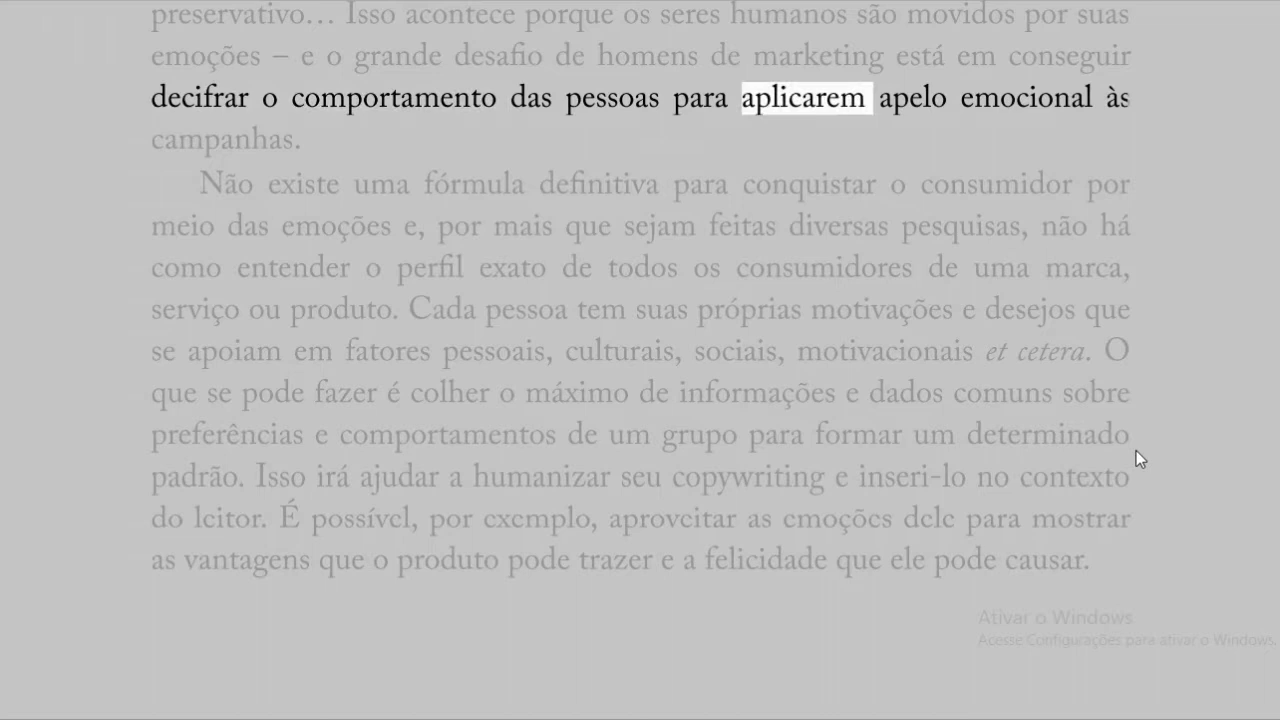 preservativo… Isso acontece porque os seres humanos são movidos por suas
emoções – e o grande desafio de homens de marketing está em conseguir
decifrar o comportamento das pessoas para aplicarem apelo emocional às
campanhas.
Não existe uma fórmula definitiva para conquistar o consumidor por
meio das emoções e, por mais que sejam feitas diversas pesquisas, não há
como entender o perfil exato de todos os consumidores de uma marca,
serviço ou produto. Cada pessoa tem suas próprias motivações e desejos que
se apoiam em fatores pessoais, culturais, sociais, motivacionais et cetera. O
que se pode fazer é colher o máximo de informações e dados comuns sobre
preferências e comportamentos de um grupo para formar um determinado
padrão. Isso irá ajudar a humanizar seu copywriting e inseri-lo no contexto
do leitor. É possível, por exemplo, aproveitar as emoções dele para mostrar
as vantagens que o produto pode trazer e a felicidade que ele pode causar.
Ativar o Windows
Acesse Configurações para ativar o Windows.